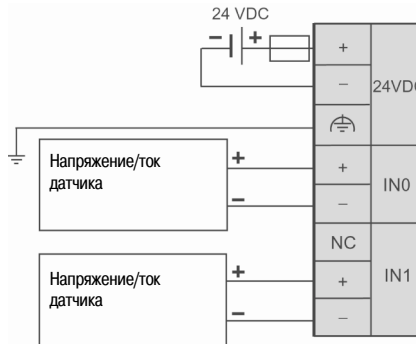 24 VDC
− + +
− 24VDC
Напряжение/ток
датчика
+ +
− −
IN0
NC
Напряжение/ток
датчика
+ +
− −
IN1